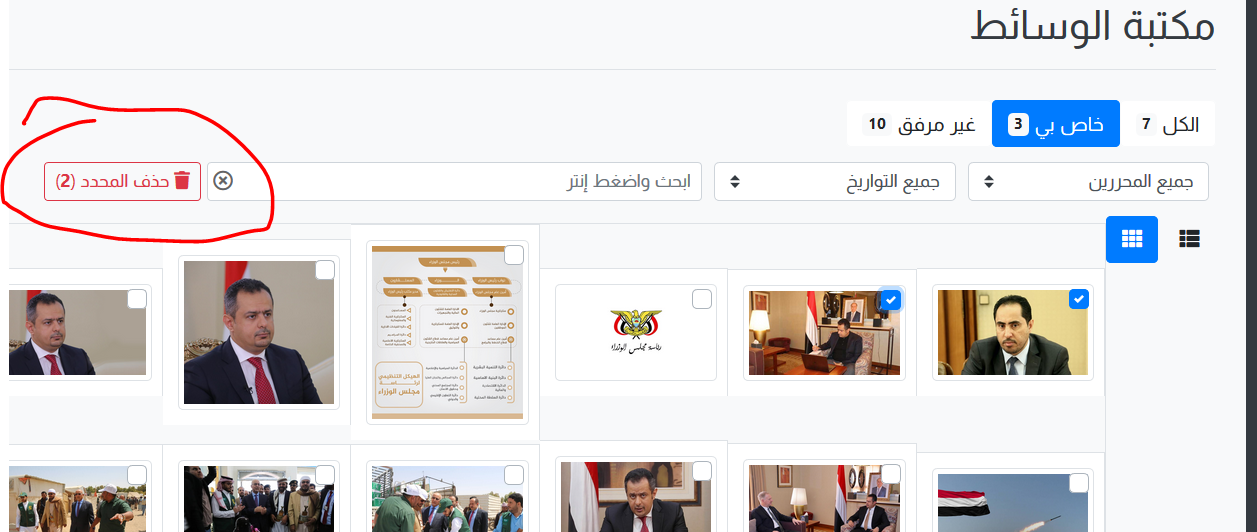 مكتبة الوسائط
الكل 7
خاص بي 3
غير مرفق 10
جميع المحررين
جميع التواريخ
ابحث واضغط إنتر
حذف المحدد (2)
رئاسة مجلس الوزراء
الهيكل التنظيمي
لرئاسة
مجلس الوزراء